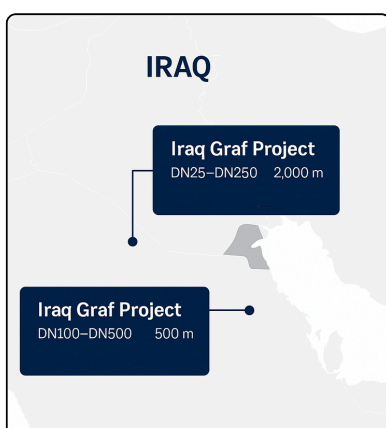 IRAQ
Iraq Graf Project
DN25–DN250 2,000 m
Iraq Graf Project
DN100–DN500 500 m